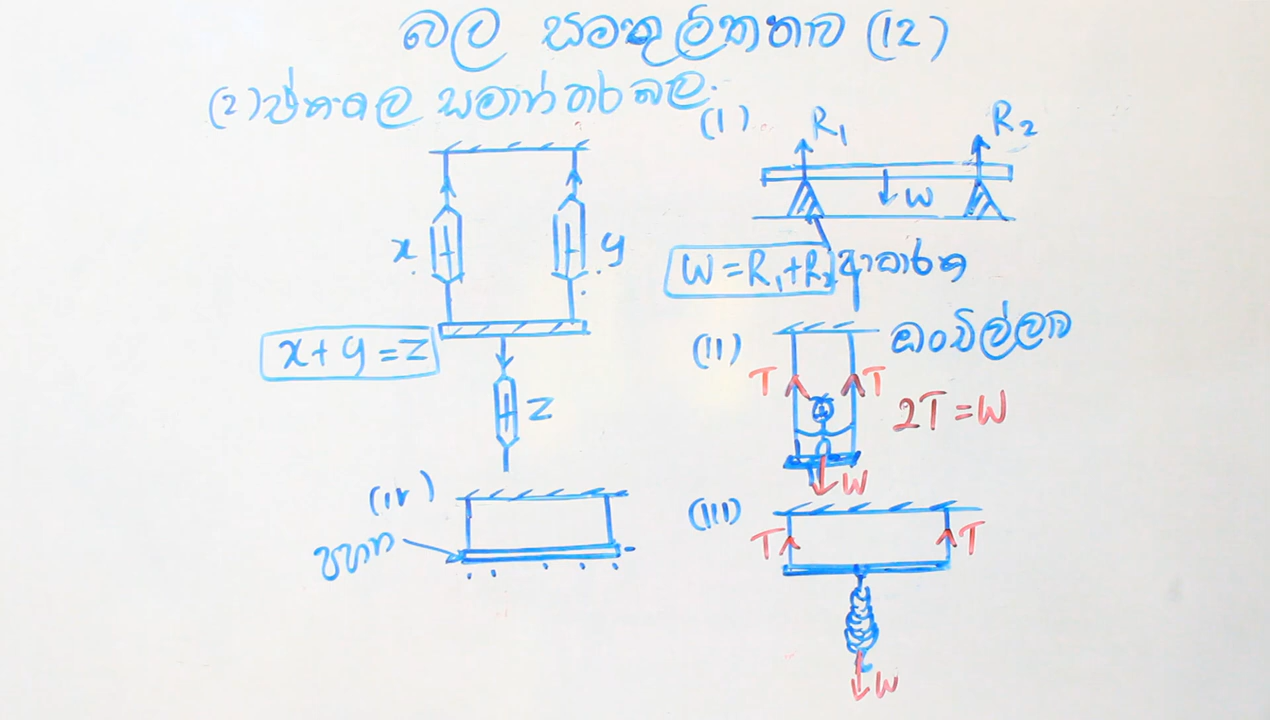 බල සමතුලිතතාව (12)
(2) ඒකතල සමාන්තර බල.
x
y
x + y = z
z
(I)
R1
R2
W
W = R1 + R2
ආධාරක
(II)
ඔංචිල්ලාව
T
T
2T = W
W
(III)
T
T
W
(IV)
පහන